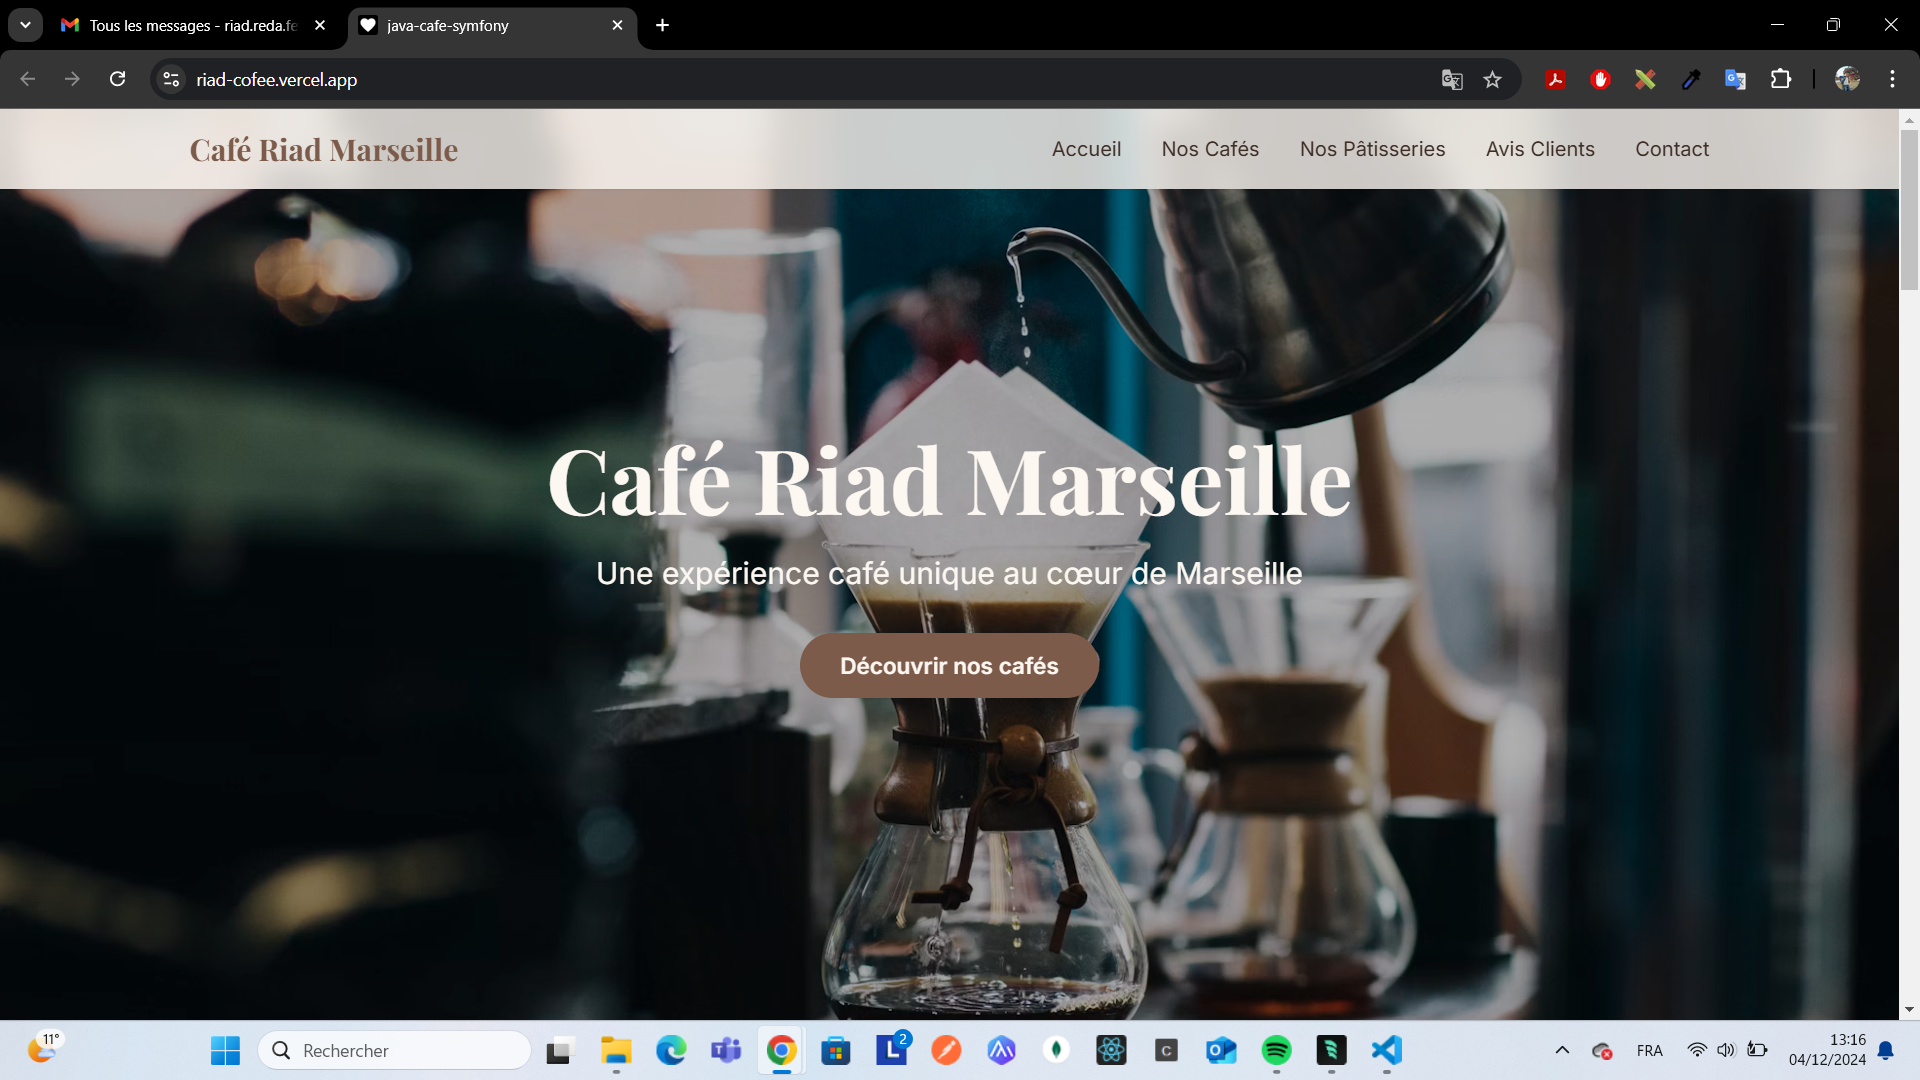 Tous les messages - riad.reda.fe
java-cafe-symfony
riad-cofee.vercel.app
Café Riad Marseille
Accueil
Nos Cafés
Nos Pâtisseries
Avis Clients
Contact
Café Riad Marseille
Une expérience café unique au cœur de Marseille
Découvrir nos cafés
11°
Rechercher
2
FRA
13:16
04/12/2024